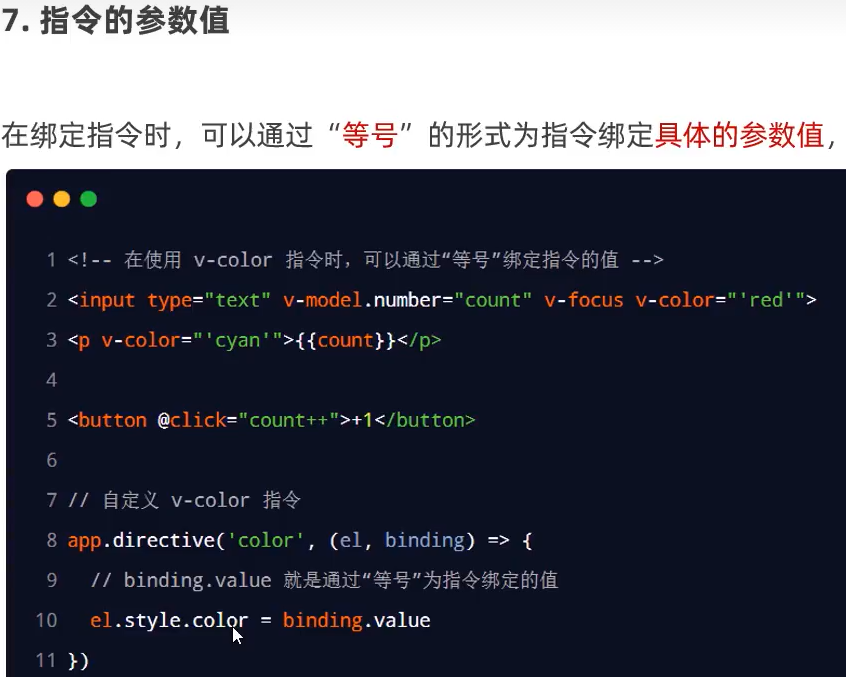 7. 指令的参数值
在绑定指令时，可以通过“等号”的形式为指令绑定具体的参数值，
1 <!-- 在使用 v-color 指令时，可以通过“等号”绑定指令的值 -->
2 <input type="text" v-model.number="count" v-focus v-color="'red'">
3 <p v-color="'cyan'">{{count}}</p>
4
5 <button @click="count++">+1</button>
6
7 // 自定义 v-color 指令
8 app.directive('color', (el, binding) => {
9   // binding.value 就是通过“等号”为指令绑定的值
10   el.style.color = binding.value
11 })